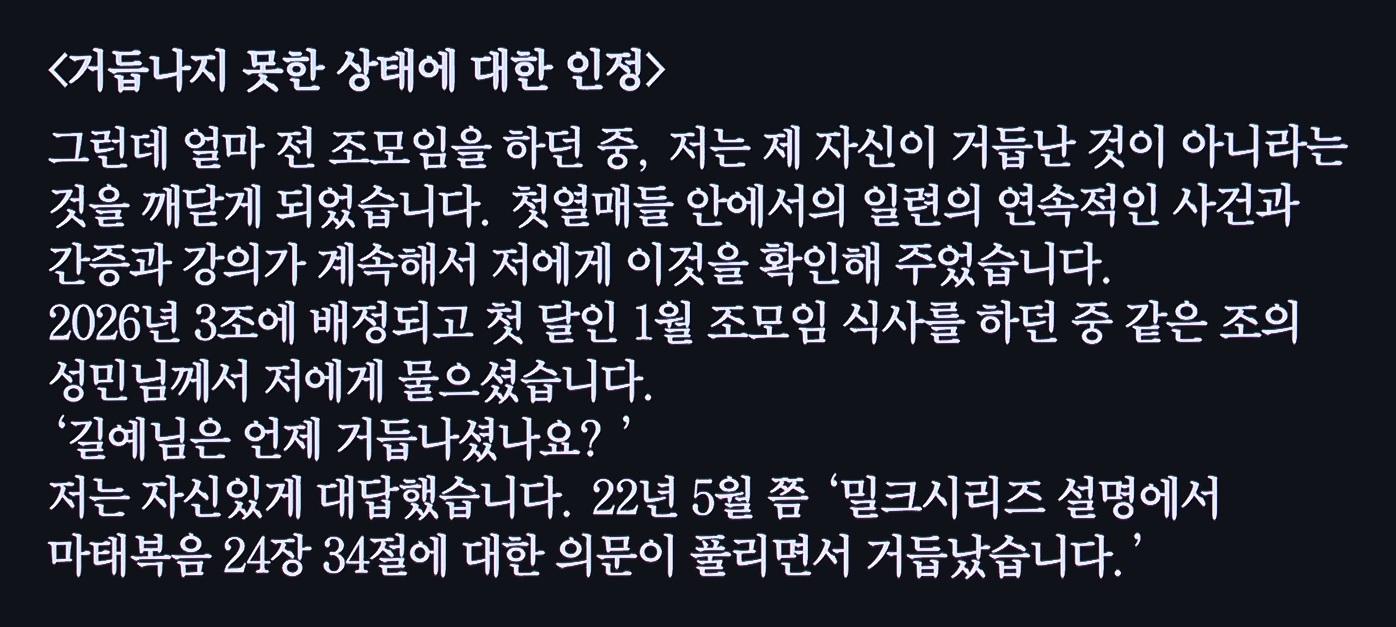 <거듭나지 못한 상태에 대한 인정>
그런데 얼마 전 조모임을 하던 중, 저는 제 자신이 거듭난 것이 아니라는
것을 깨닫게 되었습니다. 첫열매들 안에서의 일련의 연속적인 사건과
간증과 강의가 계속해서 저에게 이것을 확인해 주었습니다.
2026년 3조에 배정되고 첫 달인 1월 조모임 식사를 하던 중 같은 조의
성민님께서 저에게 물으셨습니다.
‘길예님은 언제 거듭나셨나요? ’
저는 자신있게 대답했습니다. 22년 5월 쯤 ‘밀크시리즈 설명에서
마태복음 24장 34절에 대한 의문이 풀리면서 거듭났습니다. ’